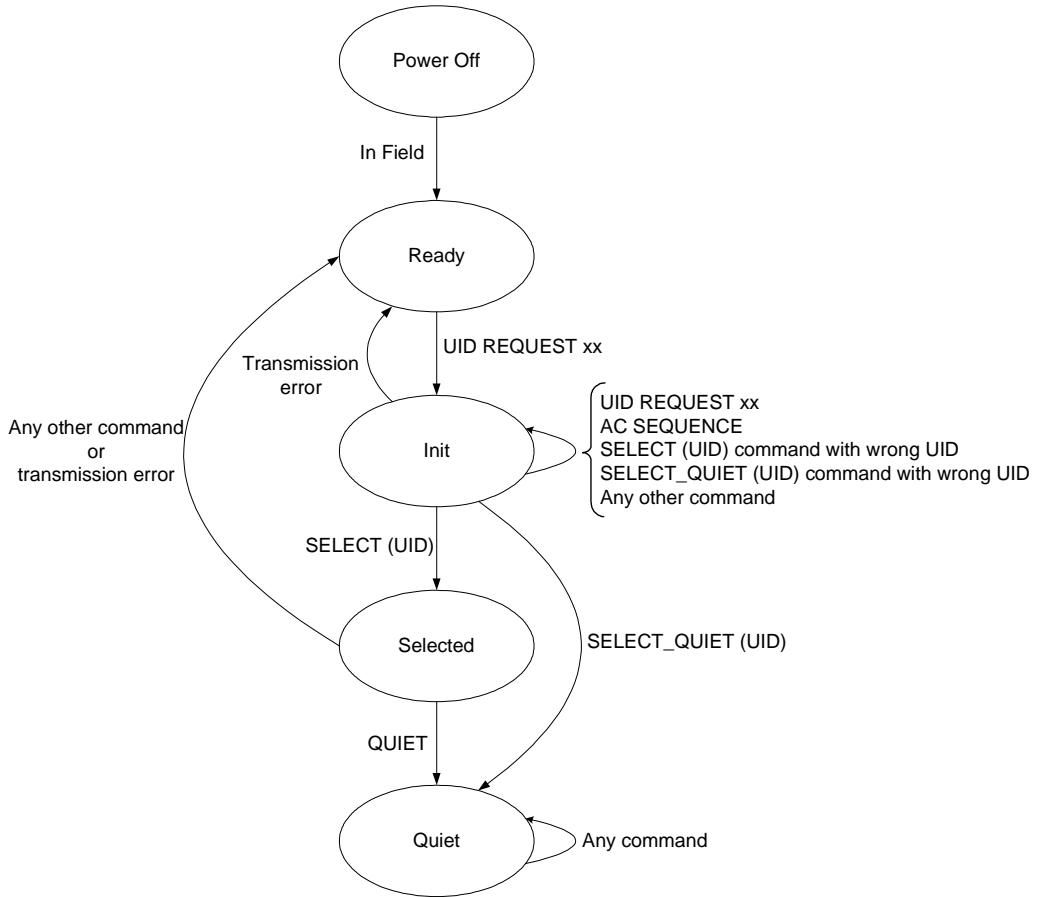 Power Off
In Field
Ready
UID REQUEST xx
Transmission
error
UID REQUEST xx
AC SEQUENCE
SELECT (UID) command with wrong UID
SELECT_QUIET (UID) command with wrong UID
Any other command
Init
Any other command
or
transmission error
SELECT (UID)
Selected
SELECT_QUIET (UID)
QUIET
Quiet
Any command